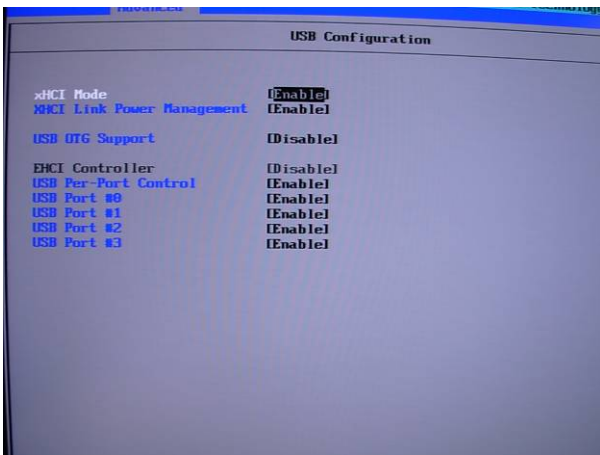 Advanced
USB Configuration
xHCI Mode [Enable]
XHCI Link Power Management [Enable]
USB OTG Support [Disable]
EHCI Controller [Disable]
USB Per-Port Control [Enable]
USB Port #0 [Enable]
USB Port #1 [Enable]
USB Port #2 [Enable]
USB Port #3 [Enable]